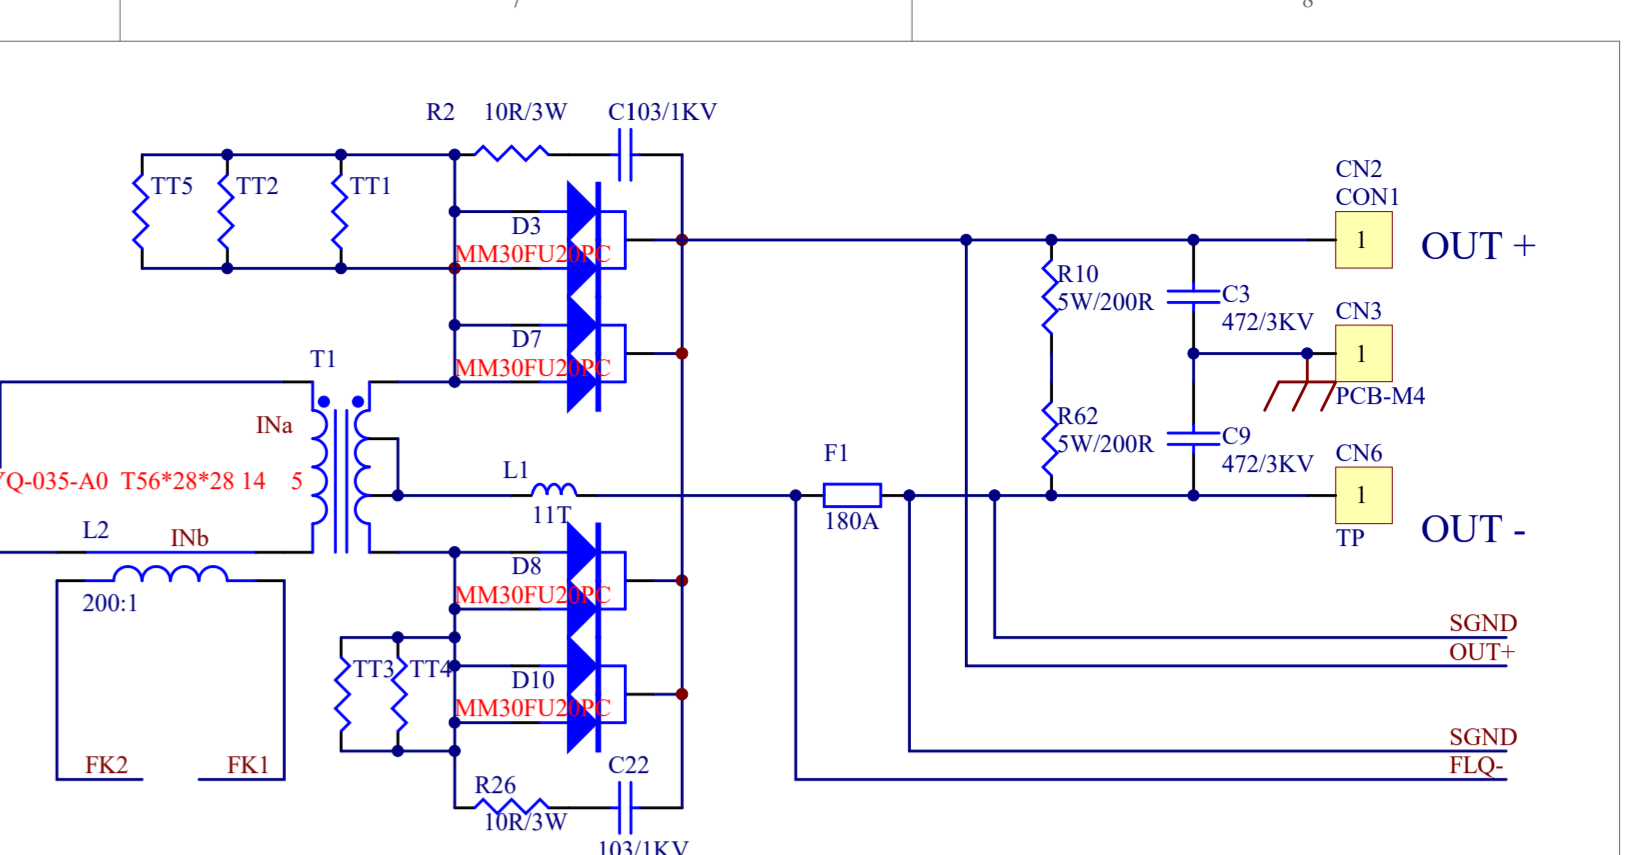 7 8
R2 10R/3W C103/1KV
CN2
CON1
TT5 TT2 TT1
D3
MM30FU20PC
1 OUT +
R10
5W/200R
C3
472/3KV
CN3
D7
MM30FU20PC
T1
1
PCB-M4
INa
R62
5W/200R
C9
472/3KV
F1
CN6
YQ-035-A0 T56*28*28 14 5
L1
11T
180A
1
TP
OUT -
L2 INb
200:1
D8
MM30FU20PC
SGND
OUT+
TT3 TT4
D10
MM30FU20PC
FK2 FK1
SGND
FLQ-
C22
R26
10R/3W
103/1KV